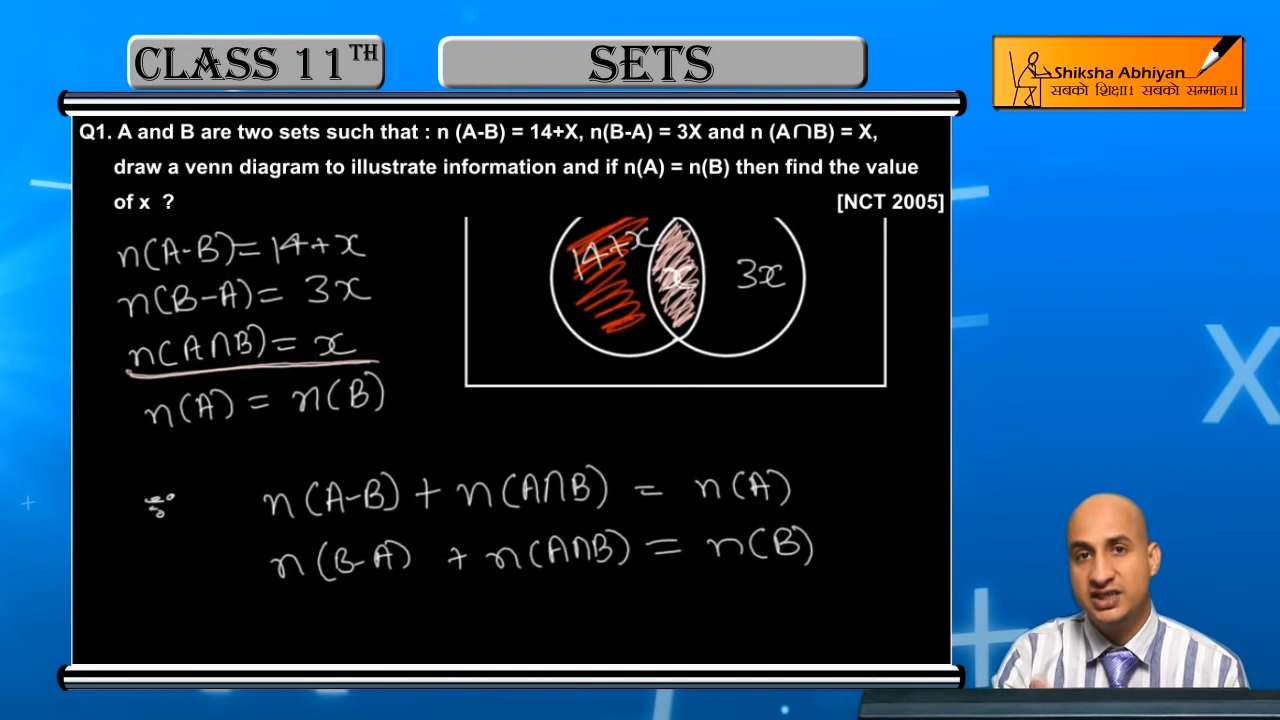 CLASS 11TH
SETS
Shiksha Abhiyan
सबको शिक्षा। सबको सम्मान॥
Q1. A and B are two sets such that : n (A-B) = 14+X, n(B-A) = 3X and n (A∩B) = X,
draw a venn diagram to illustrate information and if n(A) = n(B) then find the value
of x ?
[NCT 2005]
n(A-B)= 14+x
n(B-A)= 3x
n(A∩B)= x
n(A) = n(B)
14+x
x
3x
n(A-B) + n(A∩B) = n(A)
n(B-A) + n(A∩B) = n(B)
X